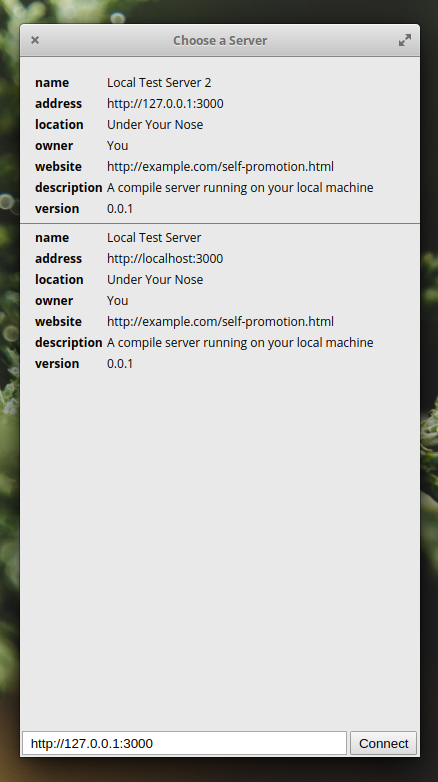 Choose a Server
name Local Test Server 2
address http://127.0.0.1:3000
location Under Your Nose
owner You
website http://example.com/self-promotion.html
description A compile server running on your local machine
version 0.0.1
name Local Test Server
address http://localhost:3000
location Under Your Nose
owner You
website http://example.com/self-promotion.html
description A compile server running on your local machine
version 0.0.1
http://127.0.0.1:3000 Connect